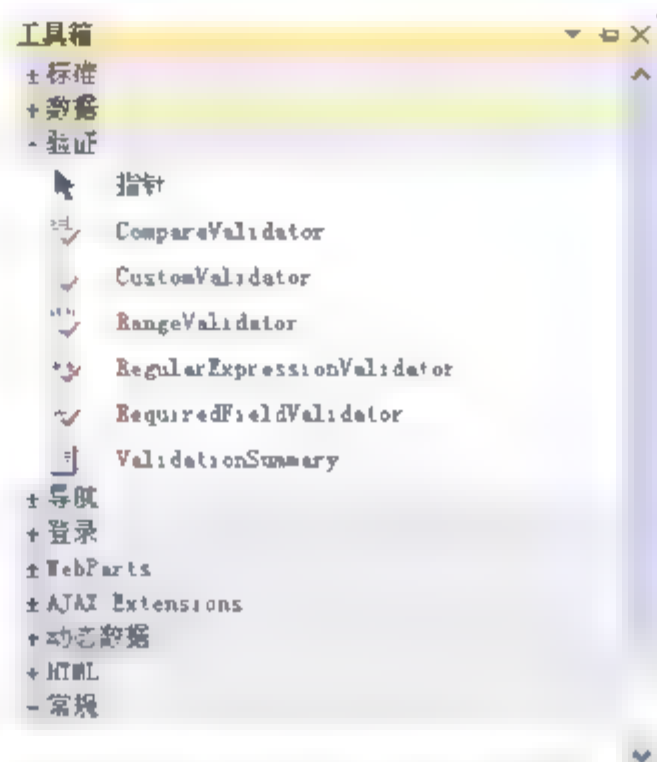 工具箱
标准
数据
验证
指针
CompareValidator
CustomValidator
RangeValidator
RegularExpressionValidator
RequiredFieldValidator
ValidationSummary
导航
登录
WebParts
AJAX Extensions
动态数据
HTML
常规